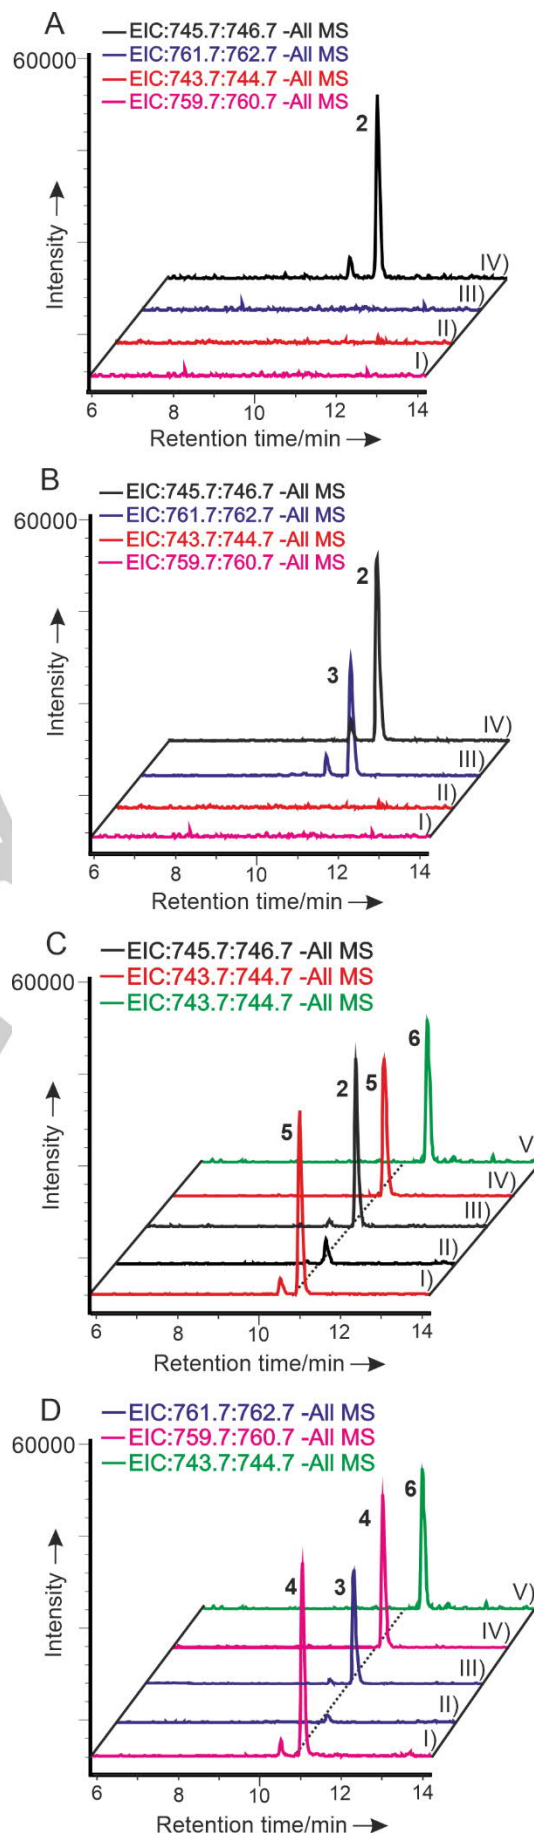 A
EIC:745.7:746.7 -All MS
EIC:761.7:762.7 -All MS
60000
EIC:743.7:744.7 -All MS
EIC:759.7:760.7 -All MS
2
Intensity
IV)
III)
II)
I)
6 8 10 12 14
Retention time/min
B
EIC:745.7:746.7 -All MS
EIC:761.7:762.7 -All MS
60000
EIC:743.7:744.7 -All MS
EIC:759.7:760.7 -All MS
2
3
Intensity
IV)
III)
II)
I)
6 8 10 12 14
Retention time/min
C
EIC:745.7:746.7 -All MS
60000
EIC:743.7:744.7 -All MS
EIC:743.7:744.7 -All MS
6
2 5
5
Intensity
V
IV)
III)
II)
I)
6 8 10 12 14
Retention time/min
D
EIC:761.7:762.7 -All MS
60000
EIC:759.7:760.7 -All MS
EIC:743.7:744.7 -All MS
6
4
4 3
Intensity
V)
IV)
III)
II)
I)
6 8 10 12 14
Retention time/min